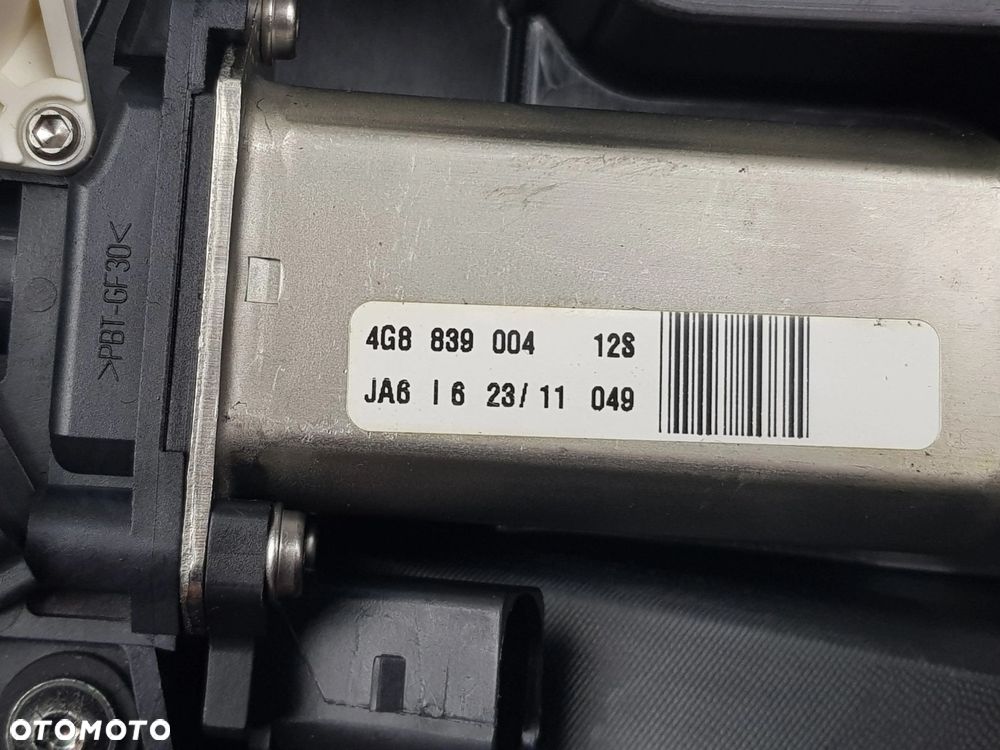 >PBT-GF30<
4G8 839 004 12S
JA6 I 6 23/11 049
OTOMOTO